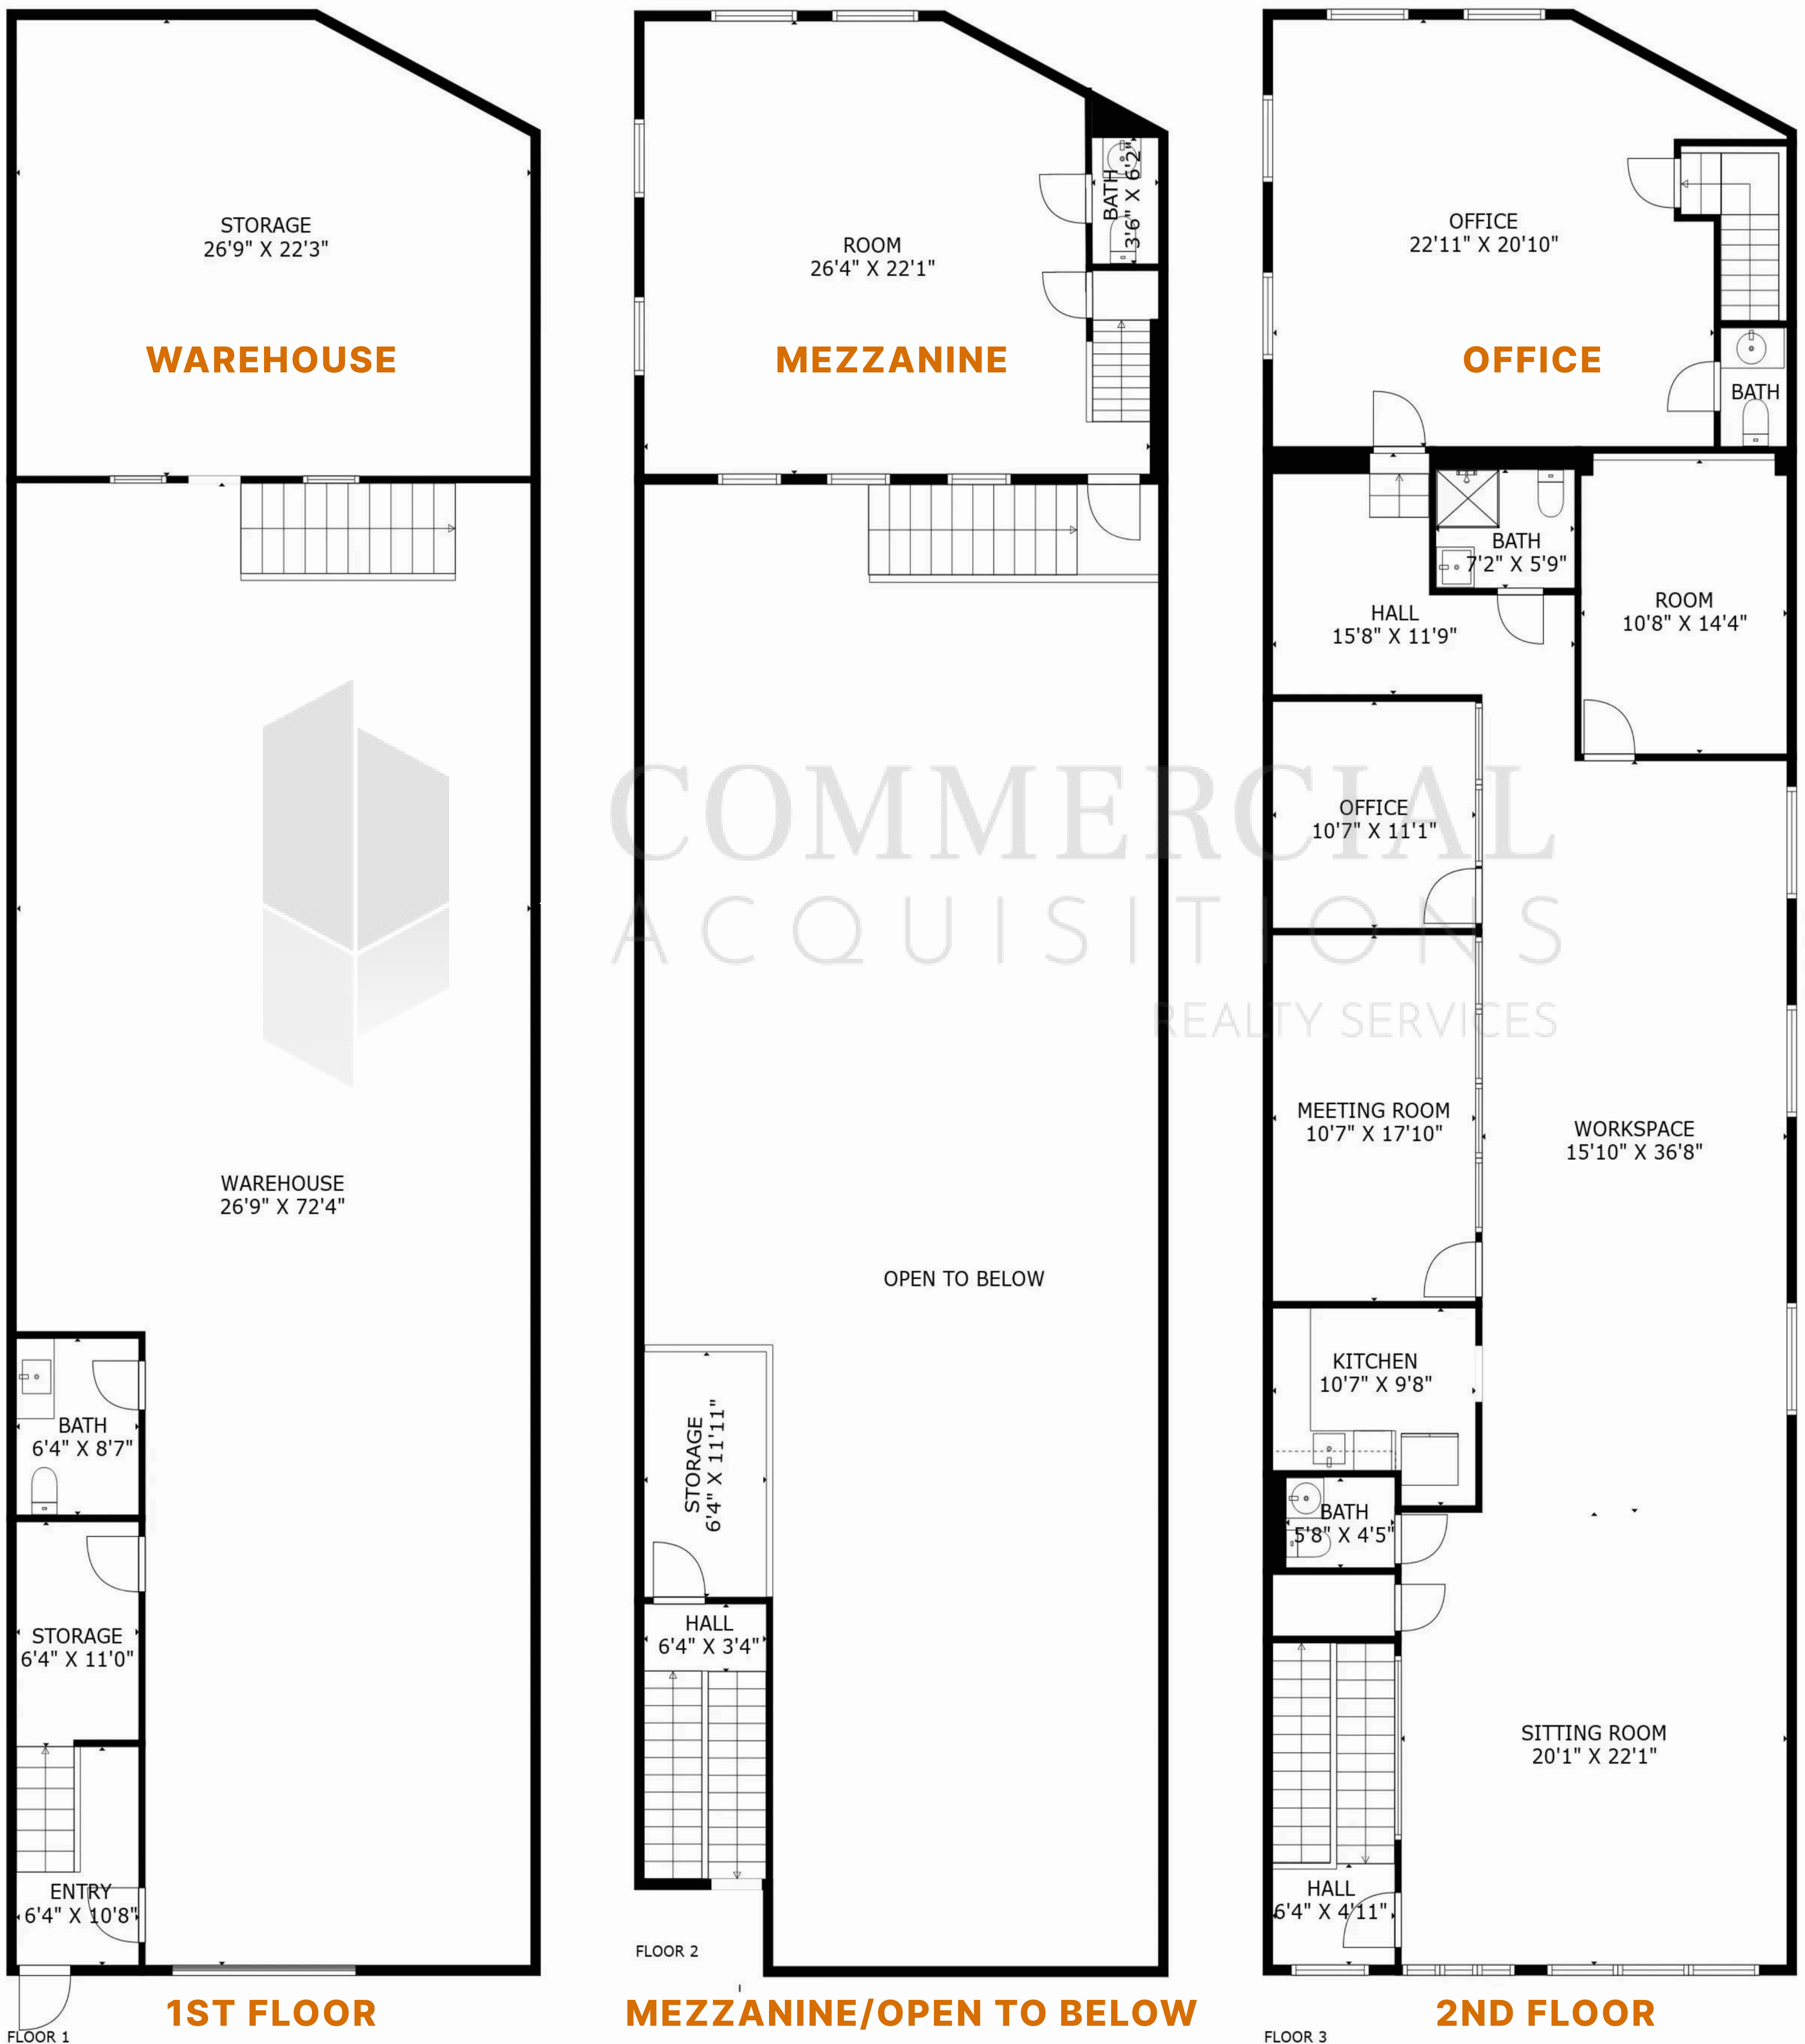 STORAGE
26'9" X 22'3"
WAREHOUSE
WAREHOUSE
26'9" X 72'4"
BATH
6'4" X 8'7"
STORAGE
6'4" X 11'0"
ENTRY
6'4" X 10'8"
1ST FLOOR
FLOOR 1
ROOM
26'4" X 22'1"
BATH
3'6" X 6'2"
MEZZANINE
OPEN TO BELOW
STORAGE
6'4" X 11'11"
HALL
6'4" X 3'4"
FLOOR 2
MEZZANINE/OPEN TO BELOW
OFFICE
22'11" X 20'10"
OFFICE
BATH
BATH
7'2" X 5'9"
HALL
15'8" X 11'9"
ROOM
10'8" X 14'4"
OFFICE
10'7" X 11'1"
MEETING ROOM
10'7" X 17'10"
WORKSPACE
15'10" X 36'8"
KITCHEN
10'7" X 9'8"
BATH
5'8" X 4'5"
SITTING ROOM
20'1" X 22'1"
HALL
6'4" X 4'11"
2ND FLOOR
FLOOR 3
COMMERCIAL
ACQUISITIONS
REALTY SERVICES